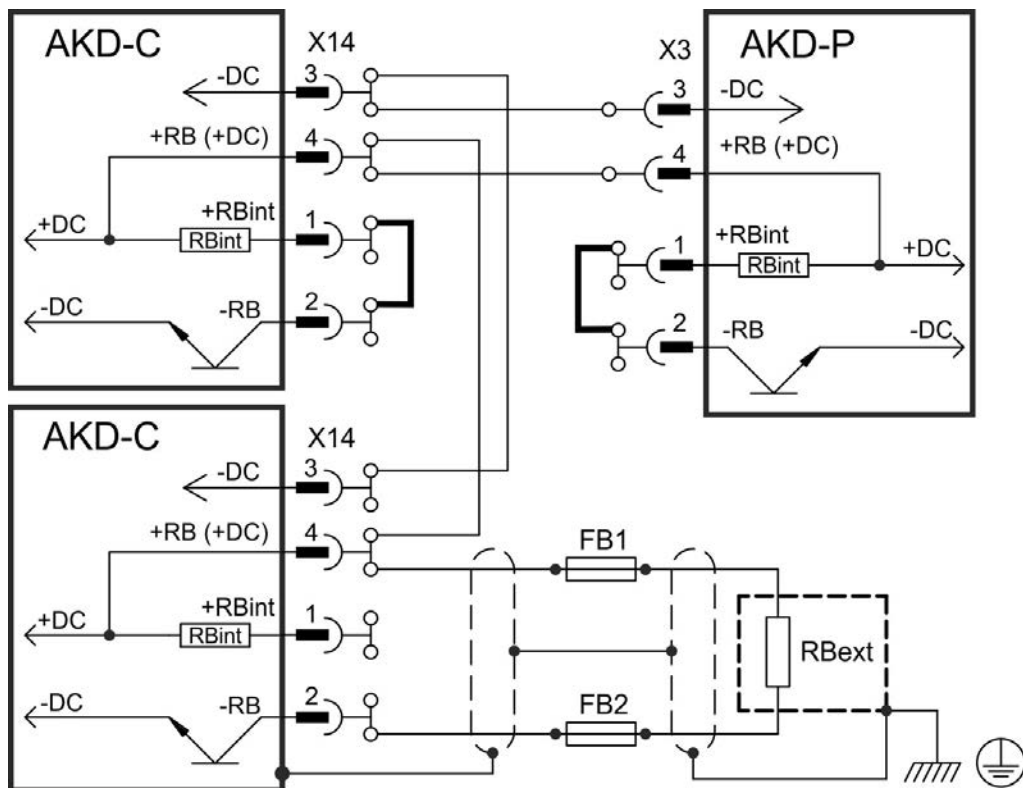 AKD-C
X14
-DC
3
+RB (+DC)
4
+RBint
1
+DC
RBint
-DC
-RB
2
X3
AKD-P
3
-DC
4
+RB (+DC)
1
+RBint
RBint
+DC
2
-RB
-DC
AKD-C
X14
-DC
3
+RB (+DC)
4
+RBint
1
+DC
RBint
-DC
-RB
2
FB1
RBext
FB2